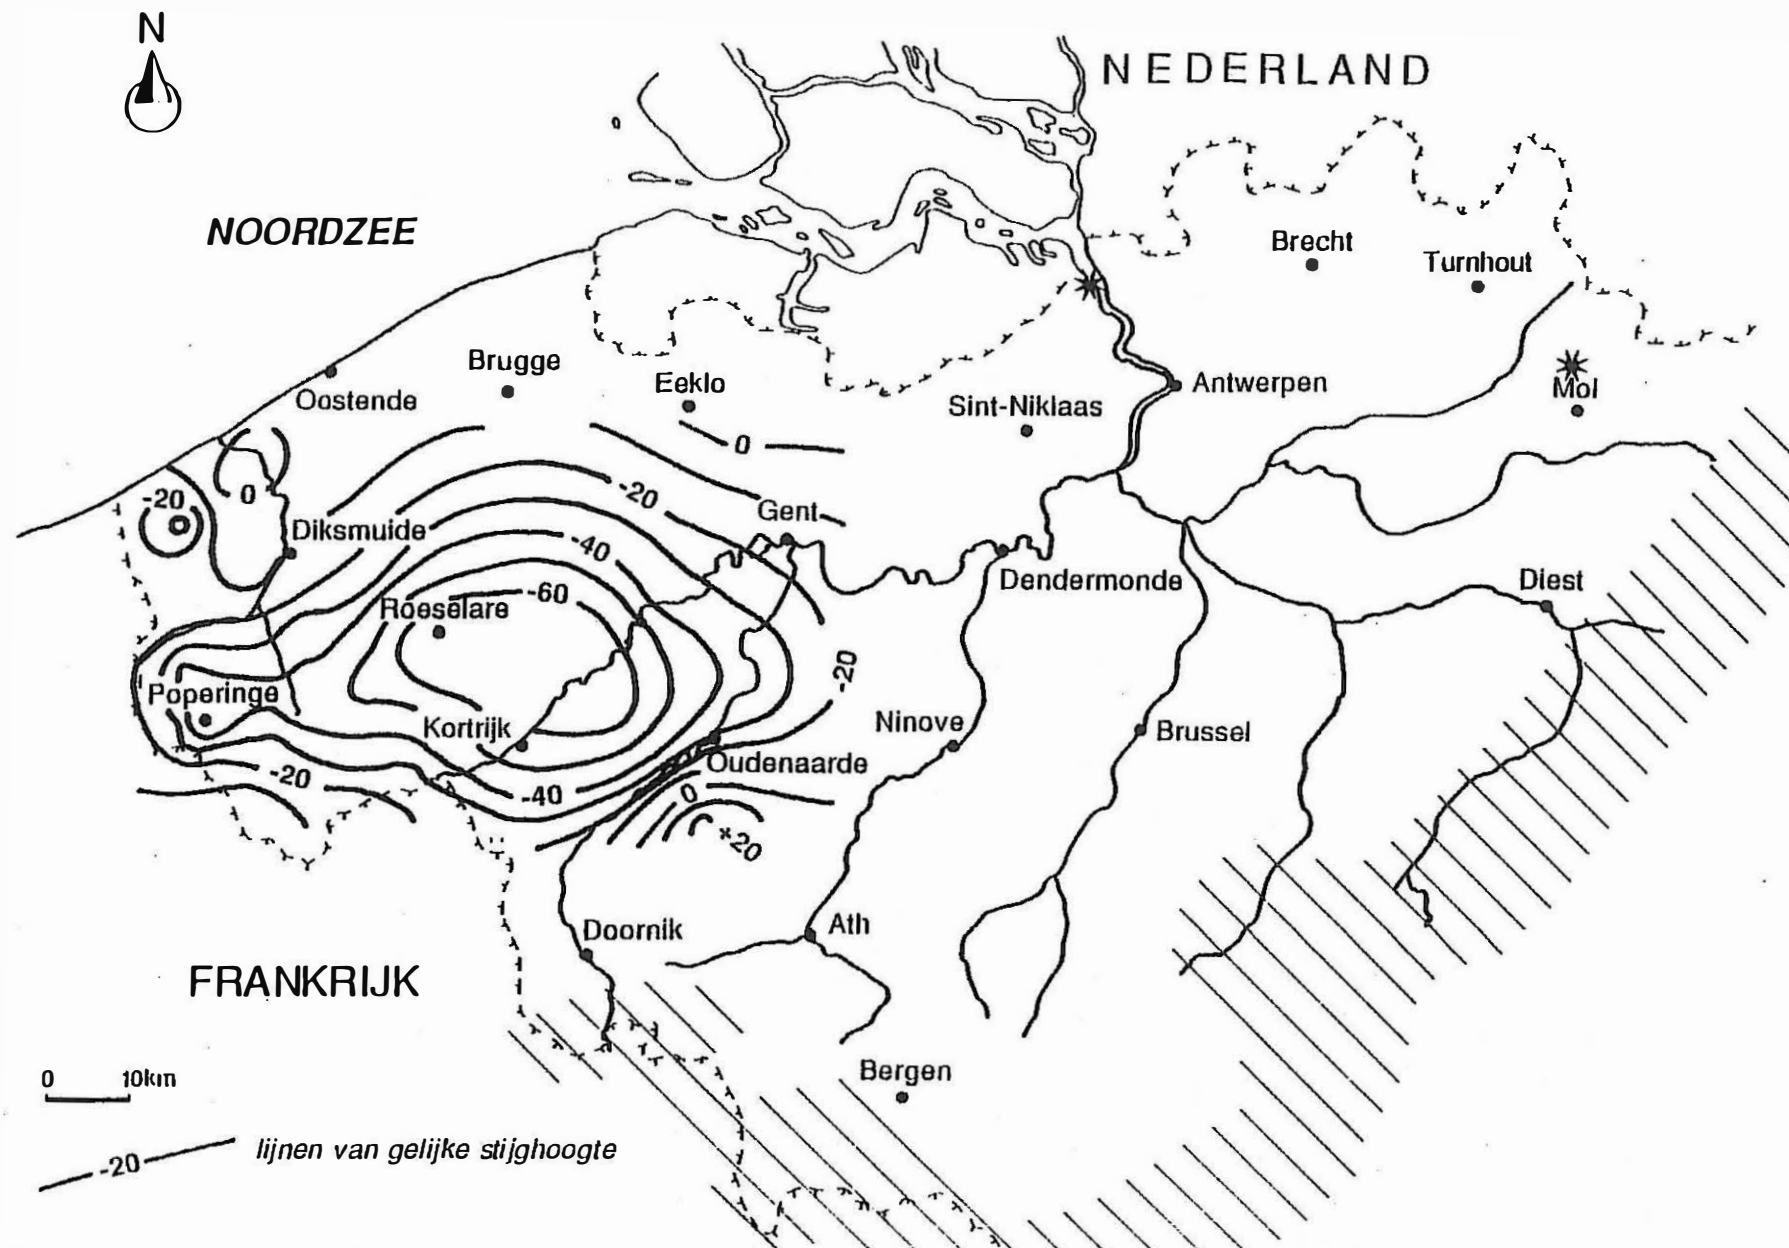 N
NEDERLAND
NOORDZEE
Brecht
Turnhout
Brugge
Eeklo
Oostende
Sint-Niklaas
Antwerpen
Mol
0
-20
0
-20
Gent
Diksmuide
-40
Dendermonde
Diest
-60
Roeselare
-20
Poperinge
Kortrijk
Ninove
Brussel
Oudenaarde
-20
-40
0
+20
Doornik
Ath
FRANKRIJK
Bergen
0 10km
-20 lijnen van gelijke stijghoogte